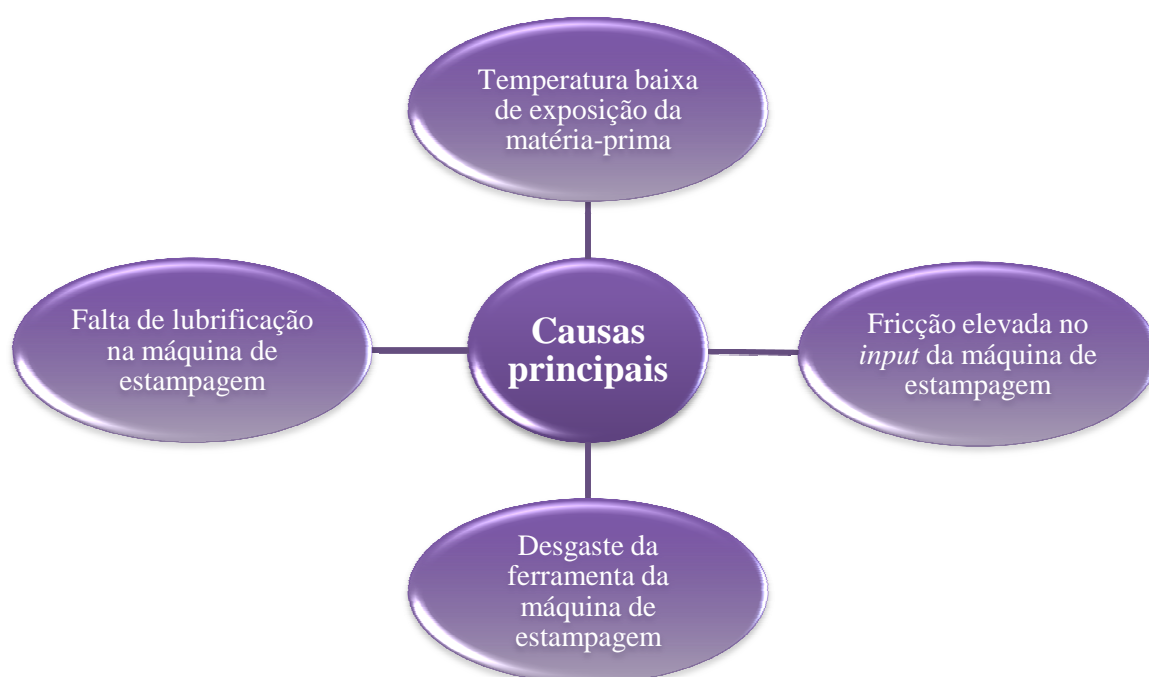 Temperatura baixa
de exposição da
matéria-prima
Falta de lubrificação
na máquina de
estampagem
Causas
principais
Fricção elevada no
input da máquina de
estampagem
Desgaste da
ferramenta da
máquina de
estampagem